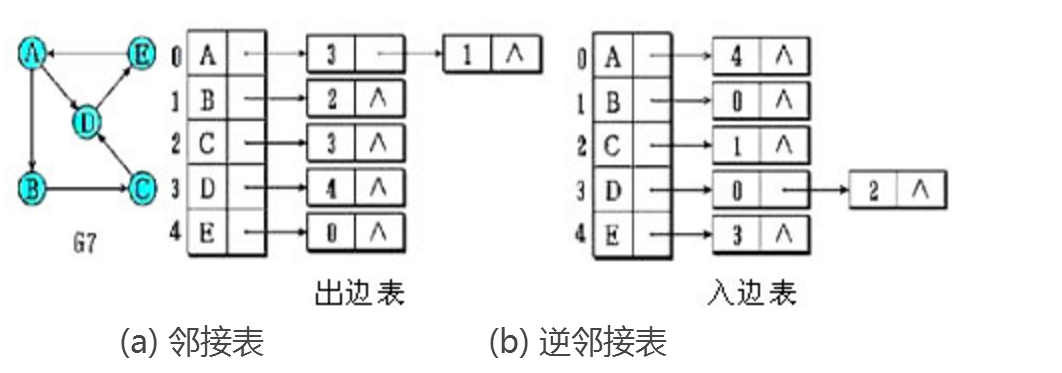 A E 0 A 3 1 ∧ 0 A 4 ∧
D 1 B 2 ∧ 1 B 0 ∧
2 C 3 ∧ 2 C 1 ∧
B C 3 D 4 ∧ 3 D 0 2 ∧
G7 4 E 0 ∧ 4 E 3 ∧
出边表 入边表
(a) 邻接表 (b) 逆邻接表